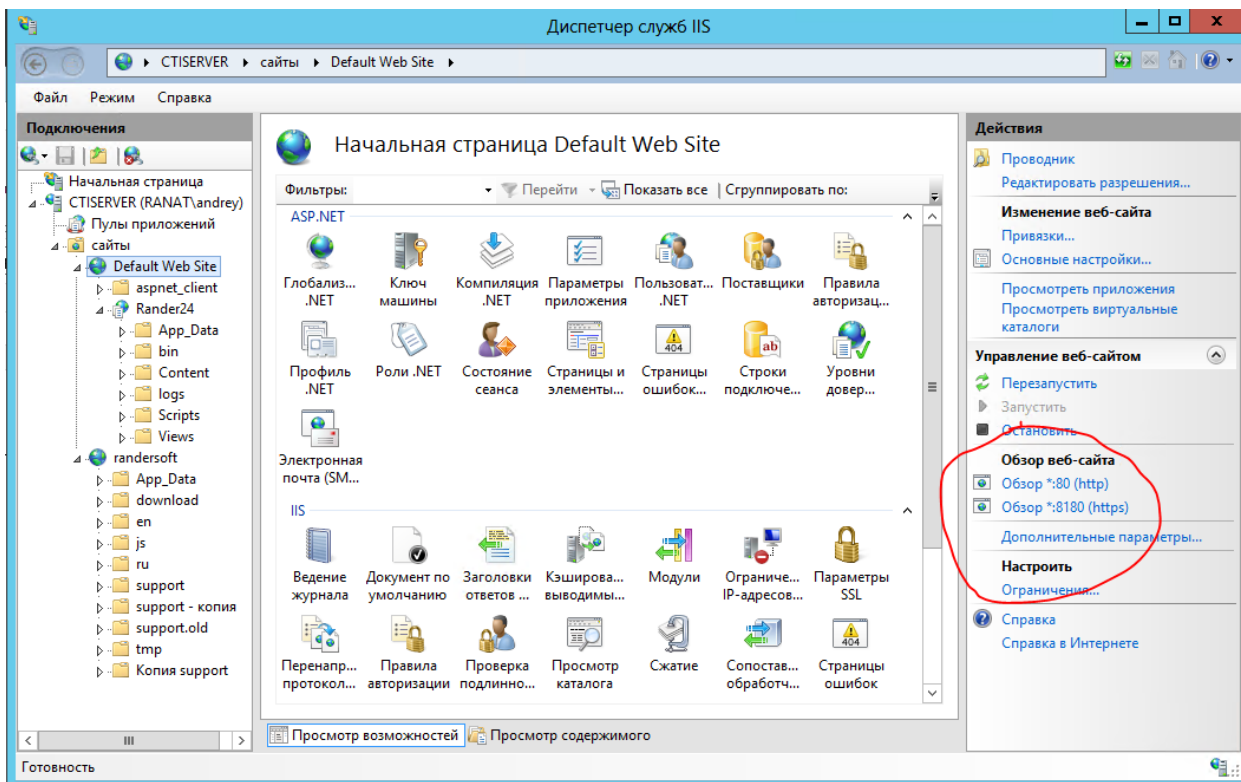 Диспетчер служб IIS
CTISERVER
сайты
Default Web Site
Файл
Режим
Справка
Подключения
Начальная страница
CTISERVER (RANAT\andrey)
Пулы приложений
сайты
Default Web Site
aspnet_client
Rander24
App_Data
bin
Content
logs
Scripts
Views
randersoft
App_Data
download
en
js
ru
support
support - копия
support.old
tmp
Копия support
Начальная страница Default Web Site
Фильтры:
Перейти
Показать все
Сгруппировать по:
ASP.NET
Глобализ...
.NET
Ключ
машины
Компиляция
.NET
Параметры
приложения
Пользоват...
.NET
Поставщики
Правила
авторизац...
Профиль
.NET
Роли .NET
Состояние
сеанса
Страницы и
элементы...
404
Страницы
ошибок...
ab
Строки
подключе...
Уровни
довер...
Электронная
почта (SM...
IIS
Ведение
журнала
Документ по
умолчанию
Заголовки
ответов ...
Кэширова...
выводимы...
Модули
Ограниче...
IP-адресов...
Параметры
SSL
Перенапр...
протокол...
Правила
авторизации
Проверка
подлинно...
Просмотр
каталога
Сжатие
Сопостав...
обработч...
404
Страницы
ошибок
Просмотр возможностей
Просмотр содержимого
Действия
Проводник
Редактировать разрешения...
Изменение веб-сайта
Привязки...
Основные настройки...
Просмотреть приложения
Просмотреть виртуальные
каталоги
Управление веб-сайтом
Перезапустить
Запустить
Остановить
Обзор веб-сайта
Обзор *:80 (http)
Обзор *:8180 (https)
Дополнительные параметры...
Настроить
Ограничения...
Справка
Справка в Интернете
Готовность